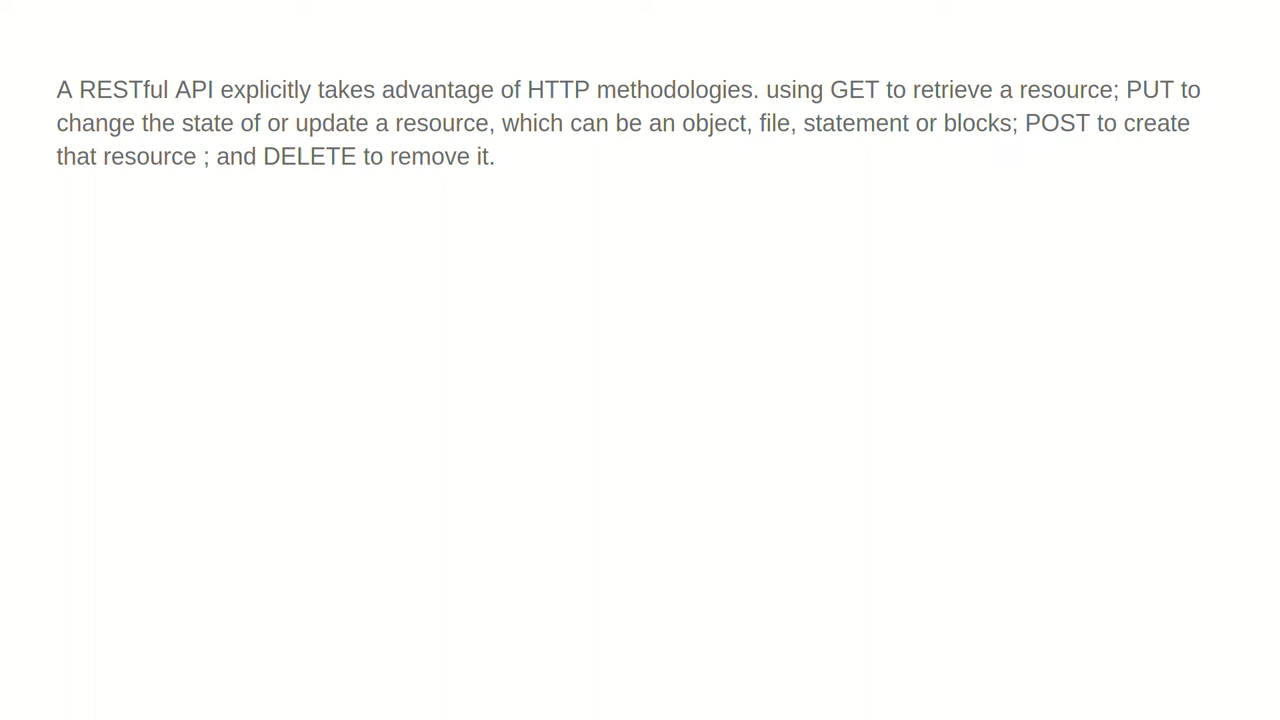 A RESTful API explicitly takes advantage of HTTP methodologies. using GET to retrieve a resource; PUT to
change the state of or update a resource, which can be an object, file, statement or blocks; POST to create
that resource ; and DELETE to remove it.